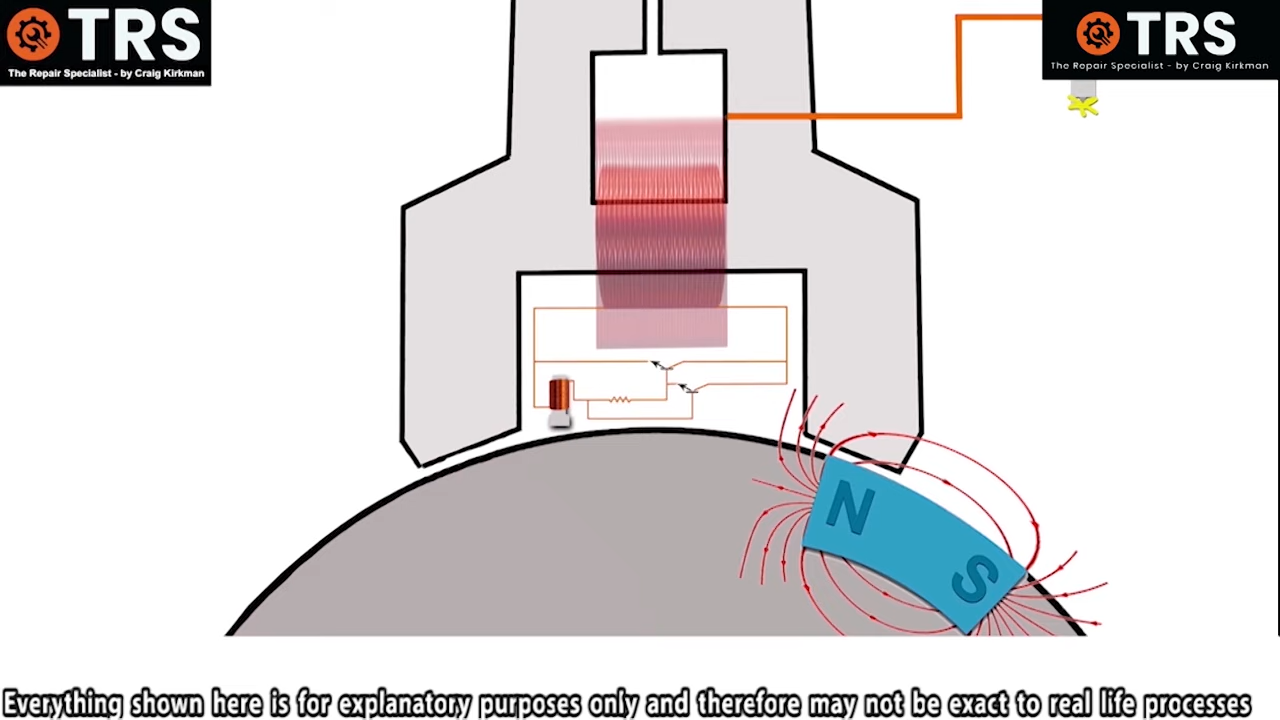 TRS
The Repair Specialist - by Craig Kirkman
TRS
The Repair Specialist - by Craig Kirkman
N
S
Everything shown here is for explanatory purposes only and therefore may not be exact to real life processes